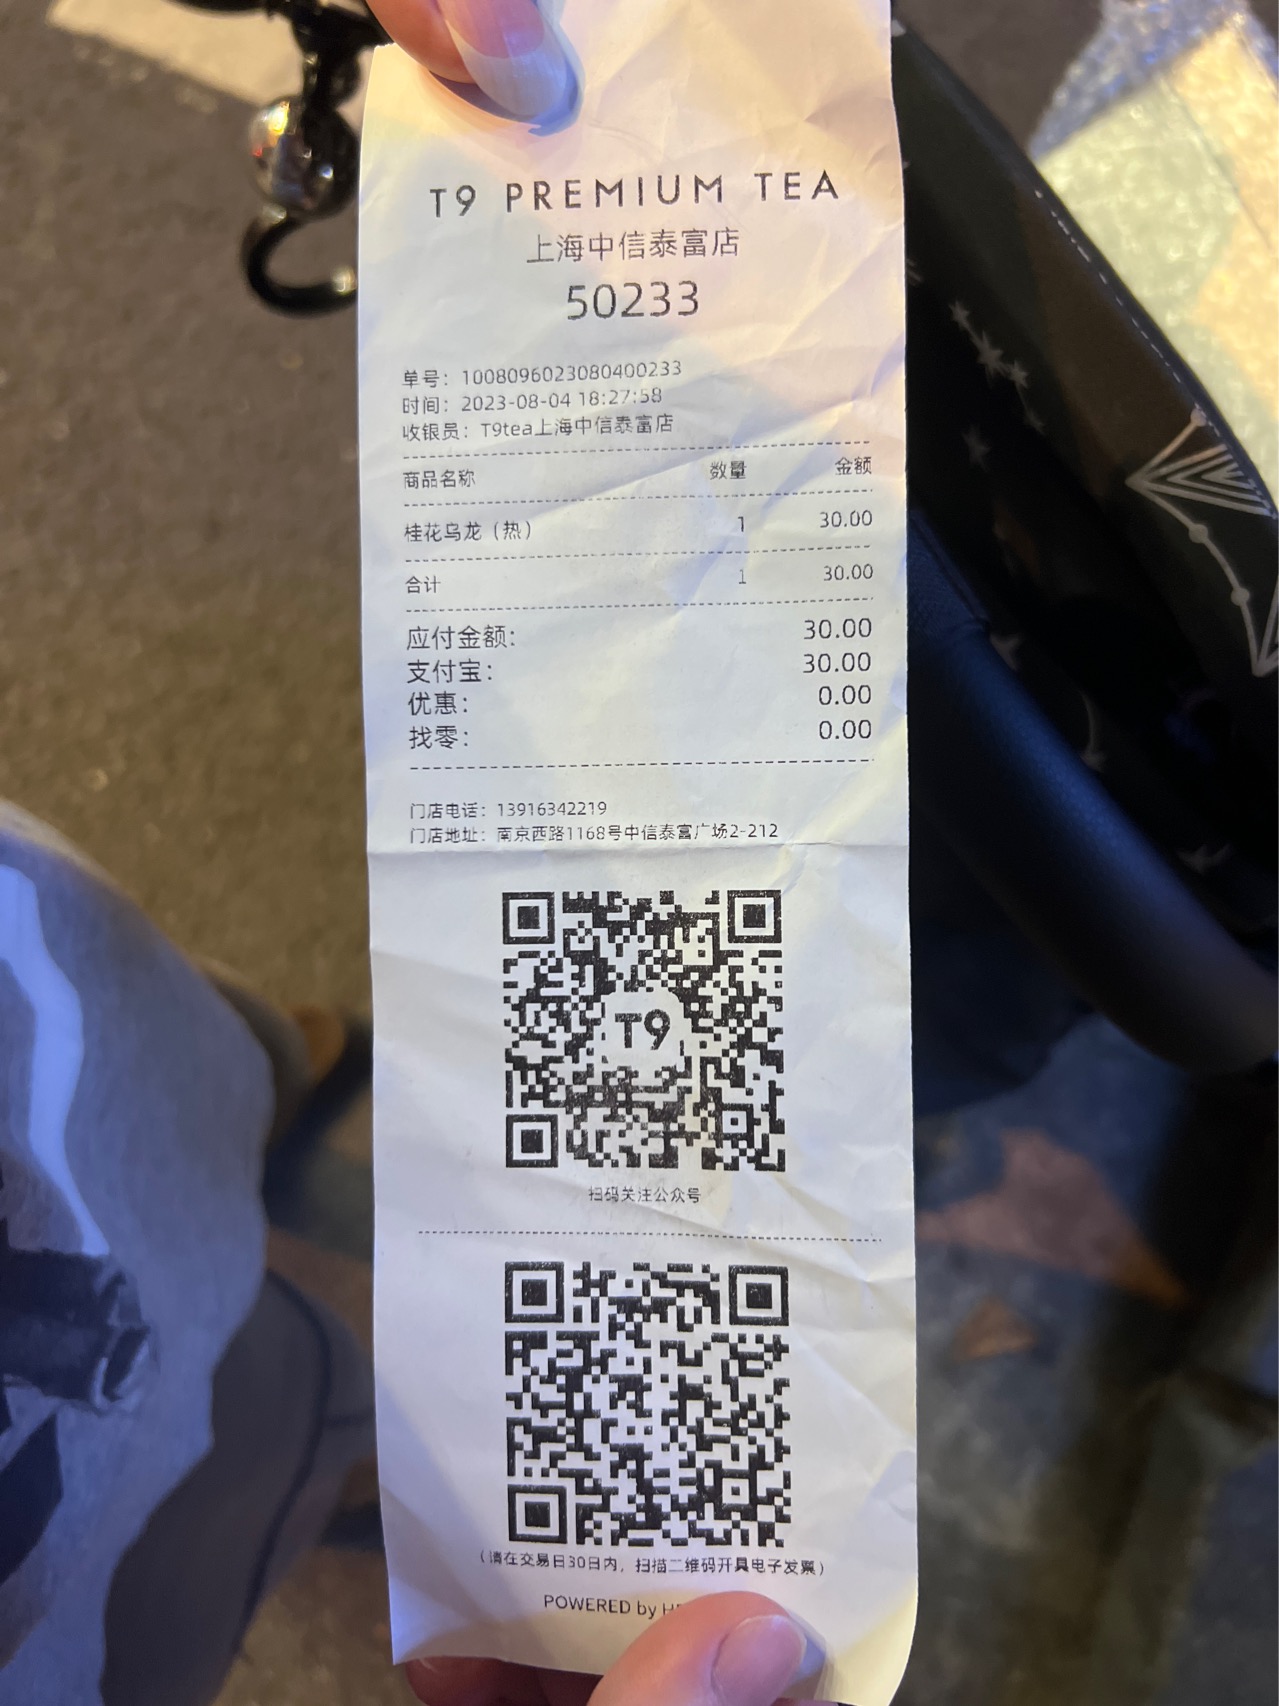 T9 PREMIUM TEA
上海中信泰富店
50233
单号：1008096023080400233
时间：2023-08-04 18:27:58
收银员：T9tea上海中信泰富店
商品名称 数量 金额
桂花乌龙（热） 1 30.00
合计 1 30.00
应付金额: 30.00
支付宝: 30.00
优惠: 0.00
找零: 0.00
门店电话：13916342219
门店地址：南京西路1168号中信泰富广场2-212
T9
扫码关注公众号
（请在交易日30日内，扫描二维码开具电子发票）
POWERED by